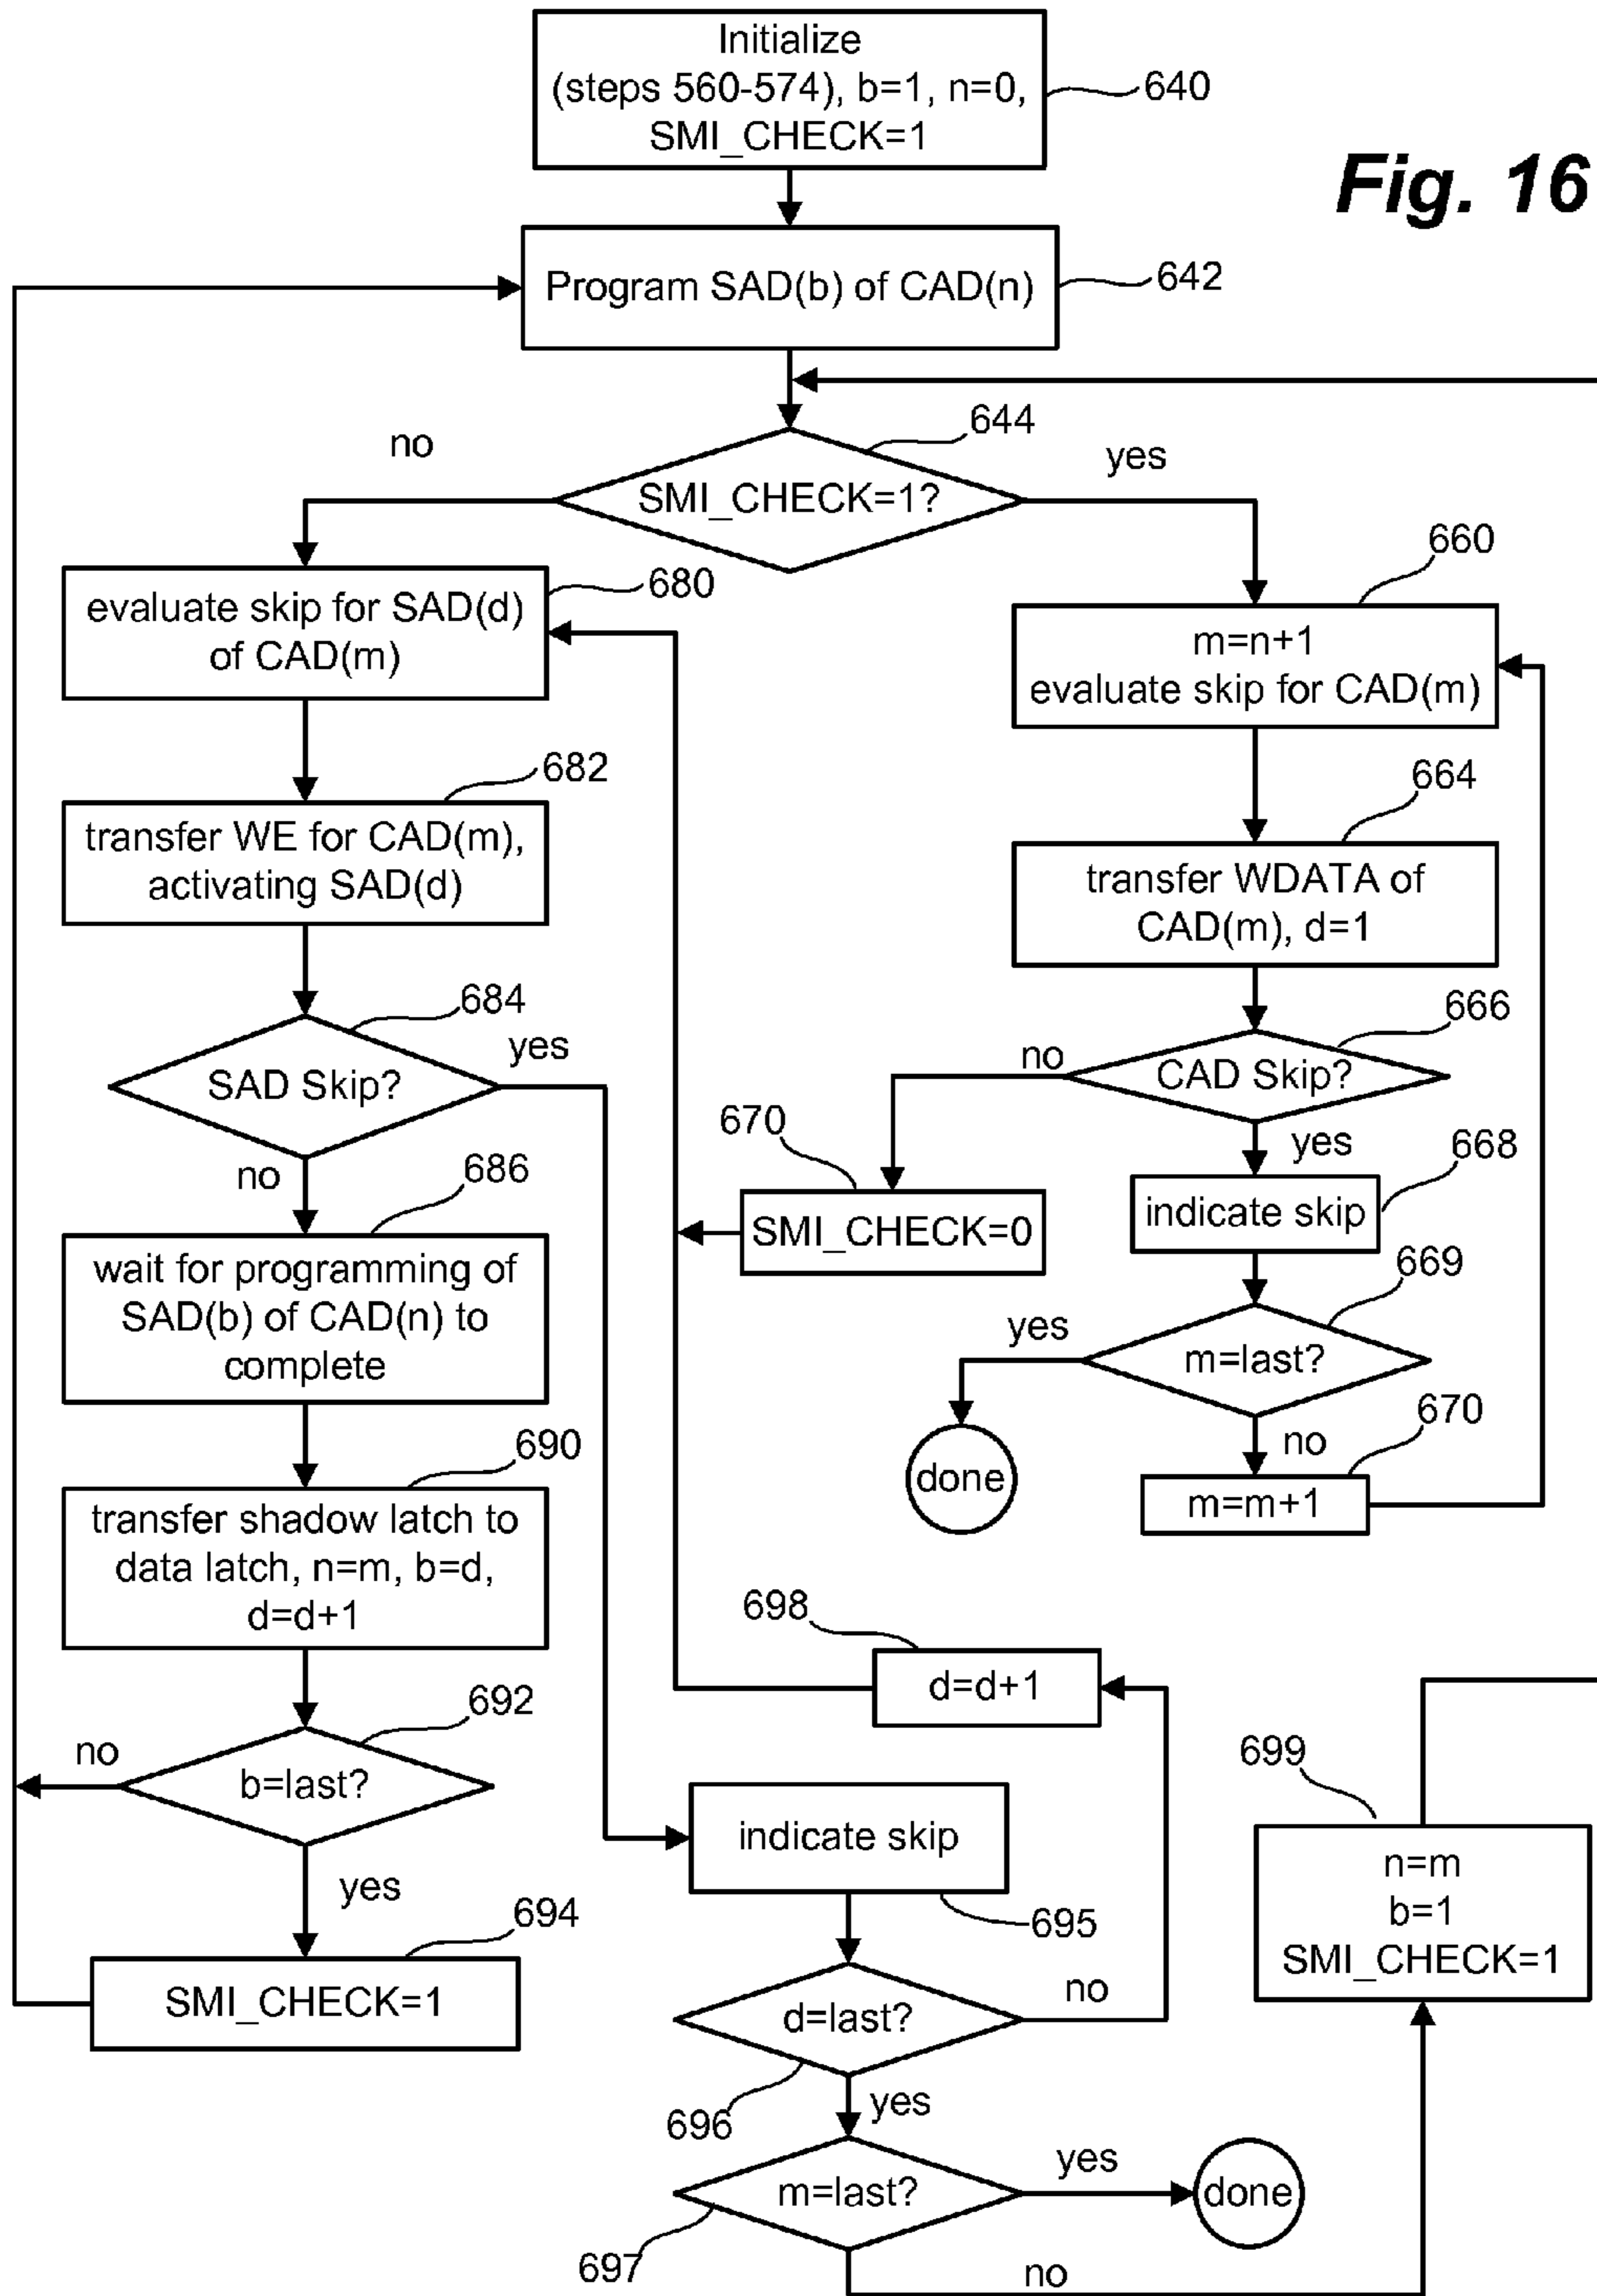 Initialize
(steps 560-574), b=1, n=0,
SMI_CHECK=1
640
Fig. 16
Program SAD(b) of CAD(n)
642
644
no
yes
SMI_CHECK=1?
660
680
evaluate skip for SAD(d)
of CAD(m)
m=n+1
evaluate skip for CAD(m)
682
664
transfer WE for CAD(m),
activating SAD(d)
transfer WDATA of
CAD(m), d=1
684
yes
666
no
SAD Skip?
CAD Skip?
670
yes
668
no
686
SMI_CHECK=0
indicate skip
669
wait for programming of
SAD(b) of CAD(n) to
complete
yes
m=last?
670
690
no
done
m=m+1
transfer shadow latch to
data latch, n=m, b=d,
d=d+1
698
d=d+1
692
no
699
b=last?
indicate skip
n=m
b=1
SMI_CHECK=1
yes
694
695
SMI_CHECK=1
no
d=last?
yes
696
yes
m=last?
done
697
no